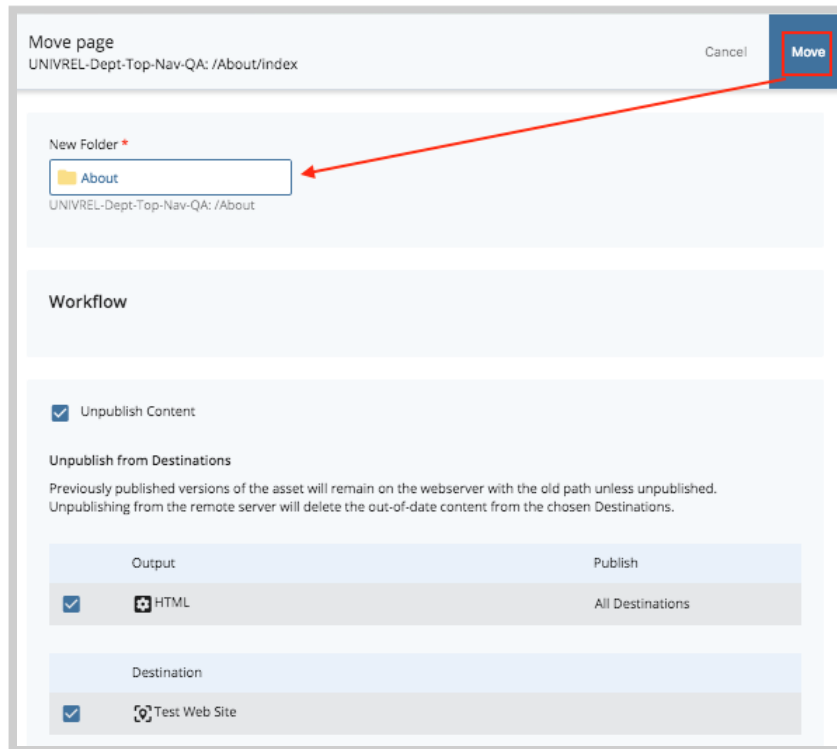 Move page
UNIVREL-Dept-Top-Nav-QA: /About/index
Cancel
Move
New Folder *
About
UNIVREL-Dept-Top-Nav-QA: /About
Workflow
Unpublish Content
Unpublish from Destinations
Previously published versions of the asset will remain on the webserver with the old path unless unpublished.
Unpublishing from the remote server will delete the out-of-date content from the chosen Destinations.
Output Publish
HTML All Destinations
Destination
Test Web Site